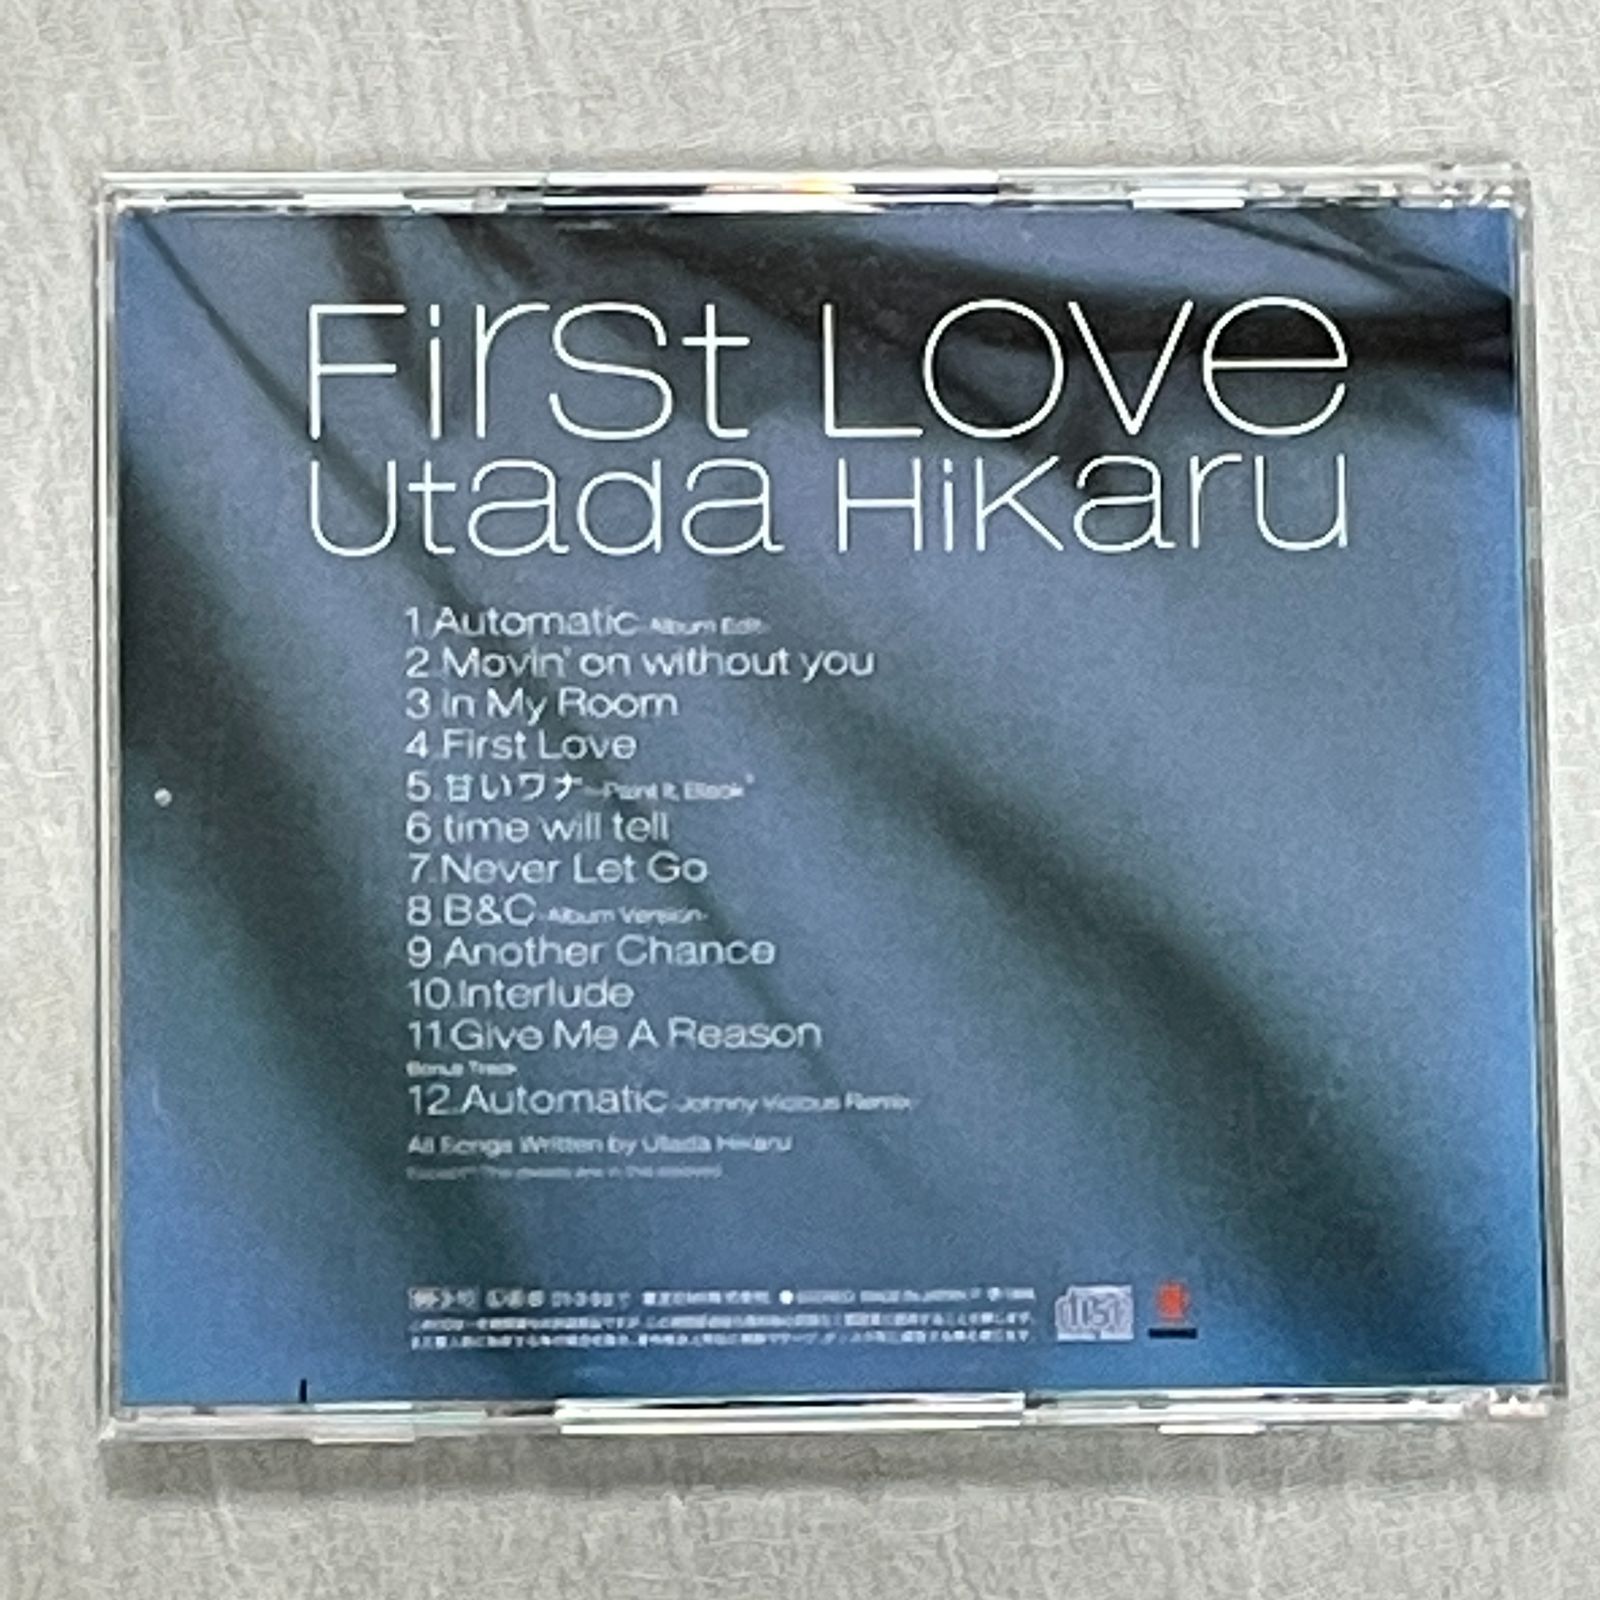 First Love
Utada Hikaru
1.Automatic -Album Edit-
2.Movin' on without you
3.In My Room
4.First Love
5.甘いワナ ~Paint It, Black*
6.time will tell
7.Never Let Go
8.B&C -Album Version-
9.Another Chance
10.Interlude
11.Give Me A Reason
Bonus Track
12.Automatic -Johnny Vicious Remix-
All Songs Written by Utada Hikaru